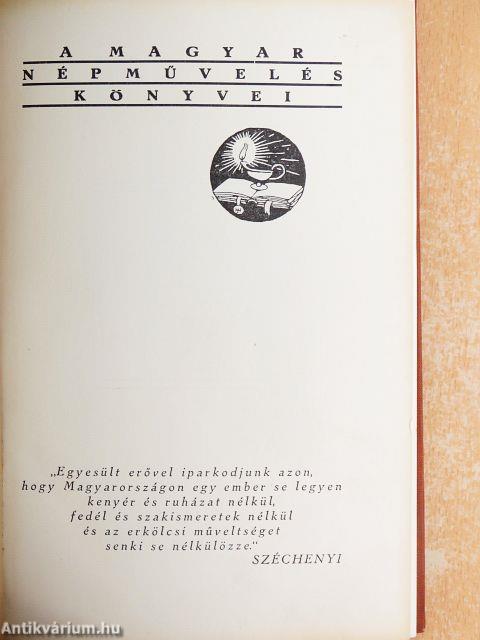 A MAGYAR
NÉPMŰVELÉS
KÖNYVEI
„Egyesült erővel iparkodjunk azon,
hogy Magyarországon egy ember se legyen
kenyér és ruházat nélkül,
fedél és szakismeretek nélkül
és az erkölcsi műveltséget
senki se nélkülözze.“
SZÉCHENYI
Antikvárium.hu